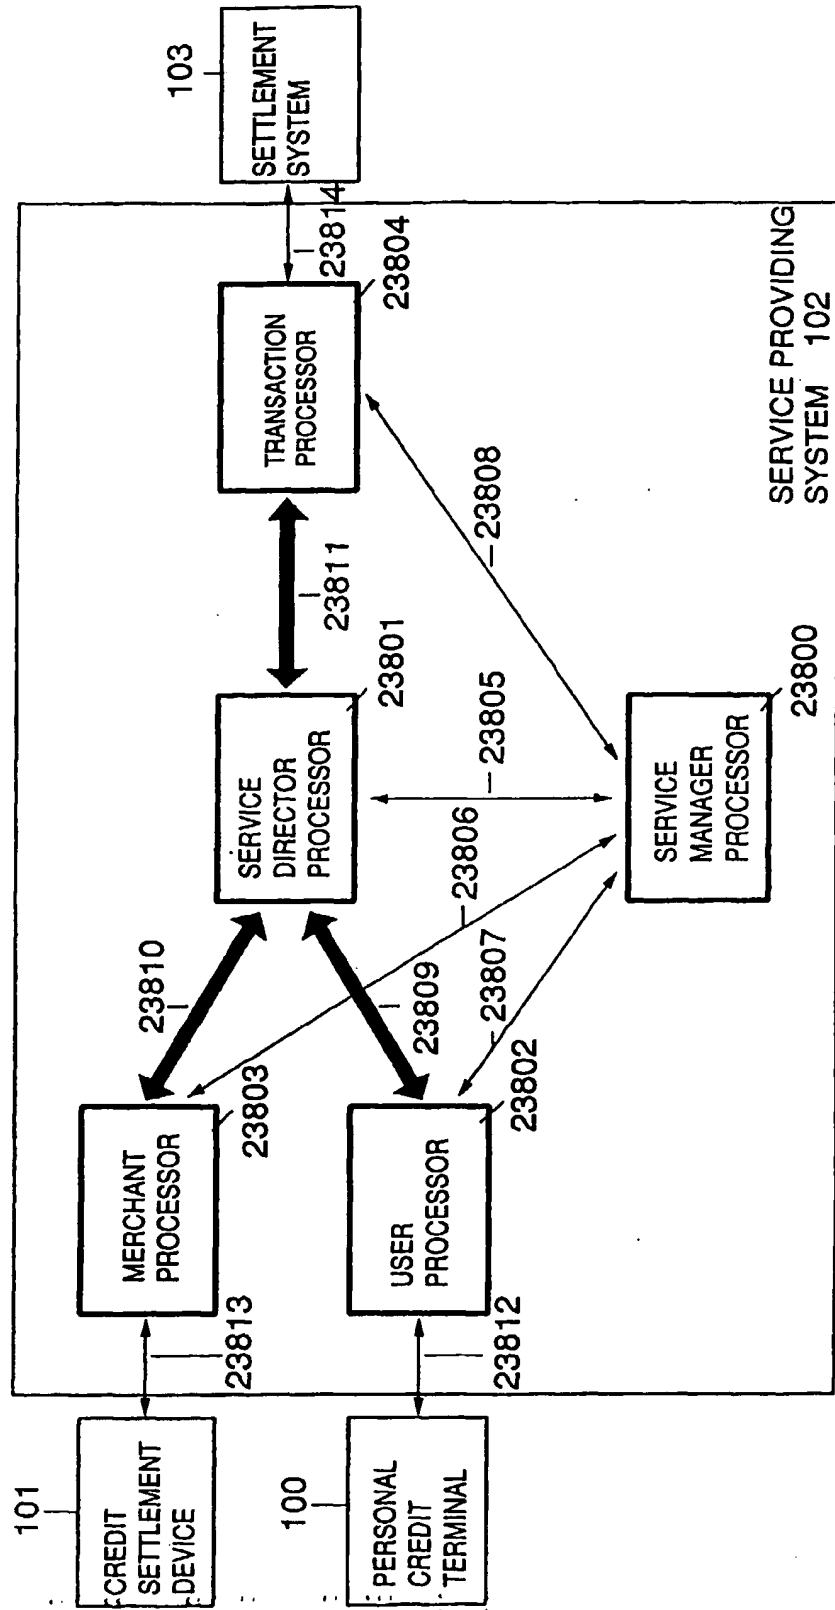 101
CREDIT
SETTLEMENT
DEVICE
100
PERSONAL
CREDIT
TERMINAL
23813
23812
MERCHANT
PROCESSOR
23803
USER
PROCESSOR
23802
23810
23809
23807
23806
SERVICE
DIRECTOR
PROCESSOR
23801
23805
SERVICE
MANAGER
PROCESSOR
23800
23811
23808
TRANSACTION
PROCESSOR
23804
23814
103
SETTLEMENT
SYSTEM
SERVICE PROVIDING
SYSTEM 102